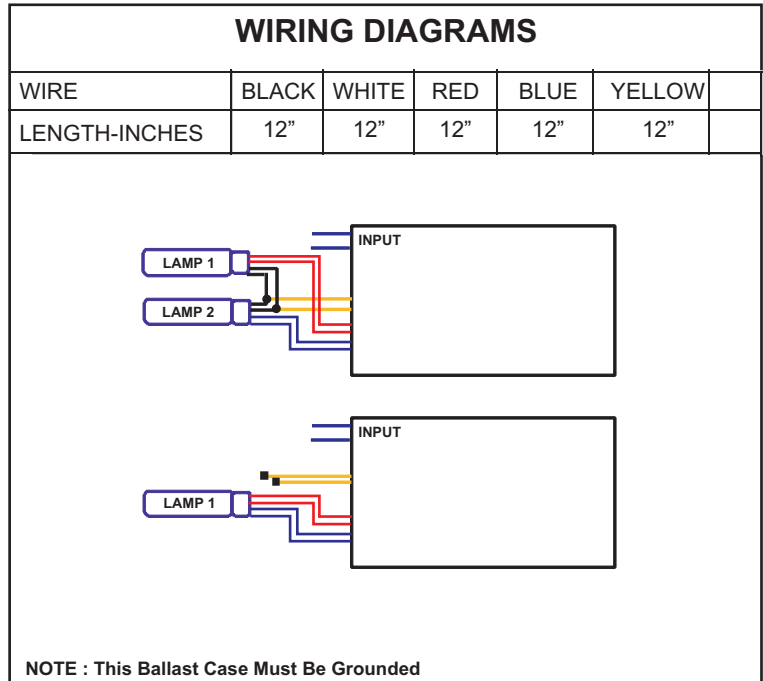 WIRING DIAGRAMS
WIRE BLACK WHITE RED BLUE YELLOW
LENGTH-INCHES 12” 12” 12” 12” 12”
INPUT
LAMP 1
LAMP 2
INPUT
LAMP 1
NOTE : This Ballast Case Must Be Grounded